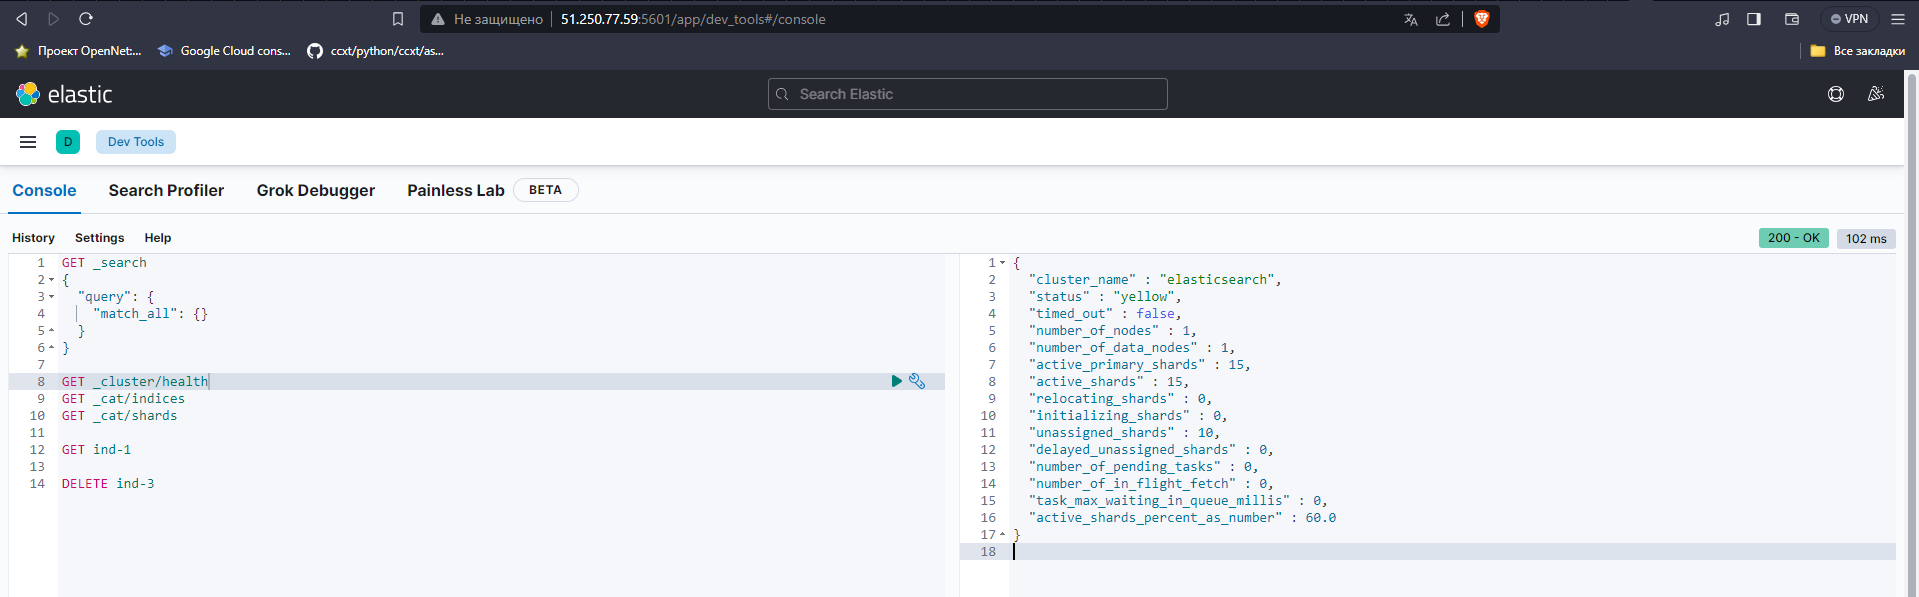 Не защищено 51.250.77.59:5601/app/dev_tools#/console VPN
Проект OpenNet:... Google Cloud cons... ccxt/python/ccxt/as... Все закладки
elastic Search Elastic
D Dev Tools
Console Search Profiler Grok Debugger Painless Lab BETA
History Settings Help 200 - OK 102 ms
1 GET _search
2 {
3 "query": {
4 "match_all": {}
5 }
6 }
7
8 GET _cluster/health
9 GET _cat/indices
10 GET _cat/shards
11
12 GET ind-1
13
14 DELETE ind-3
1 {
2 "cluster_name" : "elasticsearch",
3 "status" : "yellow",
4 "timed_out" : false,
5 "number_of_nodes" : 1,
6 "number_of_data_nodes" : 1,
7 "active_primary_shards" : 15,
8 "active_shards" : 15,
9 "relocating_shards" : 0,
10 "initializing_shards" : 0,
11 "unassigned_shards" : 10,
12 "delayed_unassigned_shards" : 0,
13 "number_of_pending_tasks" : 0,
14 "number_of_in_flight_fetch" : 0,
15 "task_max_waiting_in_queue_millis" : 0,
16 "active_shards_percent_as_number" : 60.0
17 }
18